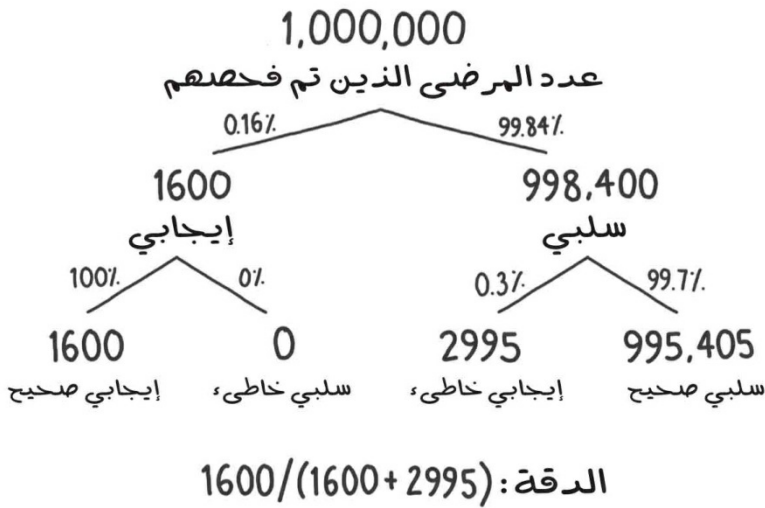 1,000,000
عدد المرضى الذين تم فحصهم
0.16% 99.84%
1600 998,400
إيجابي سلبي
100% 0% 0.3% 99.7%
1600 0 2995 995,405
إيجابي صحيح سلبي خاطىء إيجابي خاطىء سلبي صحيح
الدقة: 1600/(1600+2995)